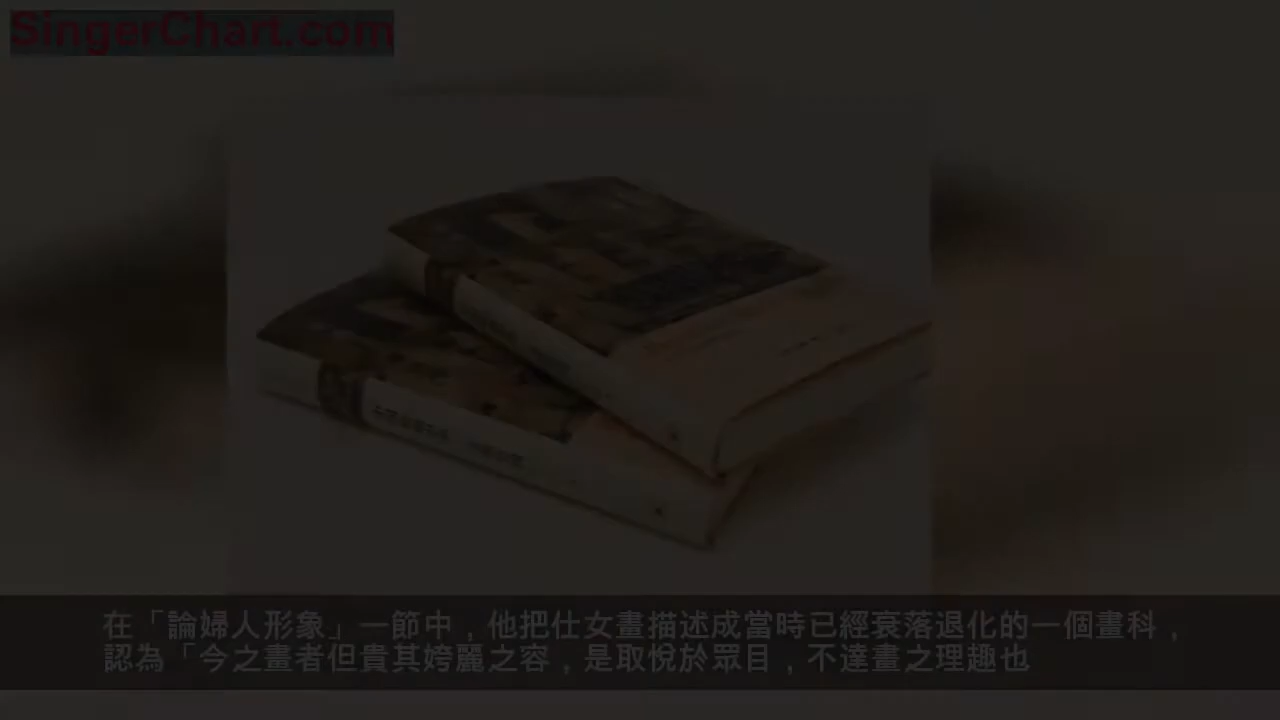 SingerChart.com
在「論婦人形象」一節中，他把仕女畫描述成當時已經衰落退化的一個畫科，
認為「今之畫者但貴其姱麗之容，是取悅於眾目，不達畫之理趣也